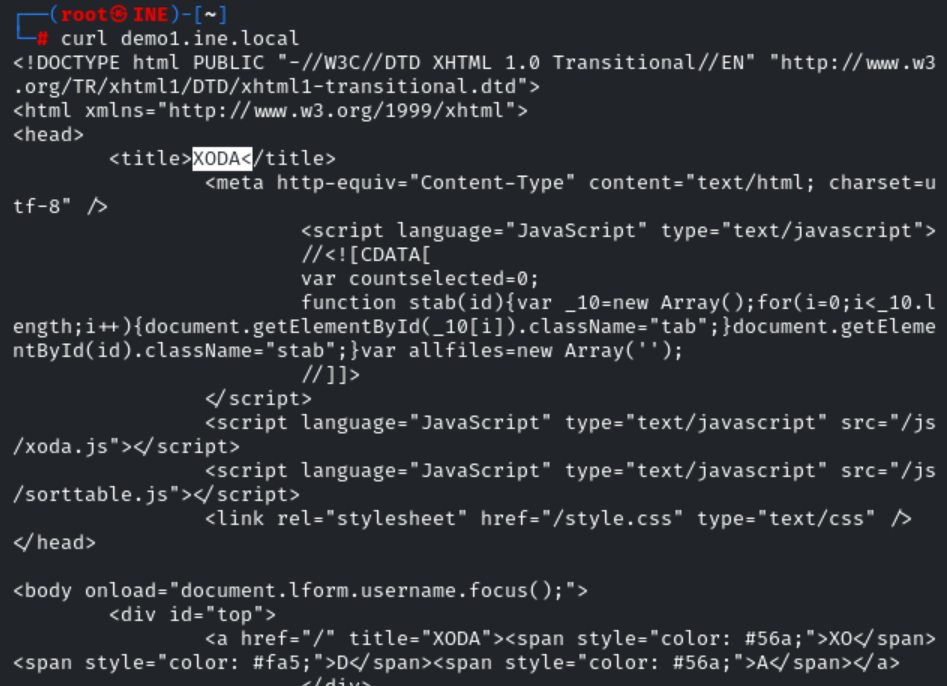 ┌──(root㉿INE)-[~]
└─# curl demo1.ine.local
<!DOCTYPE html PUBLIC "-//W3C//DTD XHTML 1.0 Transitional//EN" "http://www.w3
.org/TR/xhtml1/DTD/xhtml1-transitional.dtd">
<html xmlns="http://www.w3.org/1999/xhtml">
<head>
        <title>XODA</title>
                <meta http-equiv="Content-Type" content="text/html; charset=u
tf-8" />
                        <script language="JavaScript" type="text/javascript">
                        //<![CDATA[
                        var countselected=0;
                        function stab(id){var _10=new Array();for(i=0;i<_10.l
ength;i++){document.getElementById(_10[i]).className="tab";}document.getEleme
ntById(id).className="stab";}var allfiles=new Array('');
                        //]]>
                </script>
                <script language="JavaScript" type="text/javascript" src="/js
/xoda.js"></script>
                <script language="JavaScript" type="text/javascript" src="/js
/sorttable.js"></script>
                <link rel="stylesheet" href="/style.css" type="text/css" />
</head>

<body onload="document.lform.username.focus();">
        <div id="top">
                <a href="/" title="XODA"><span style="color: #56a;">XO</span>
<span style="color: #fa5;">D</span><span style="color: #56a;">A</span></a>
                        </div>